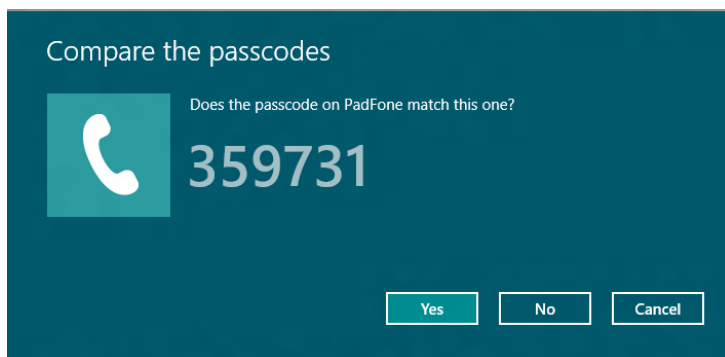 Compare the passcodes
Does the passcode on PadFone match this one?
359731
Yes No Cancel